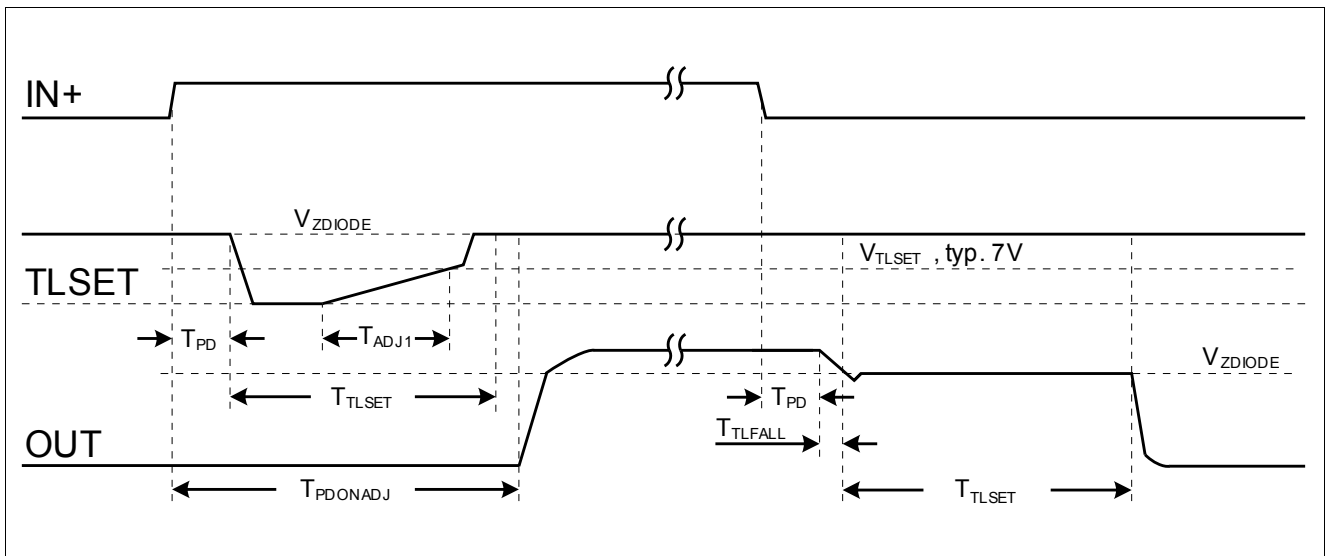 IN+
VZDIODE
VTLSET , typ. 7V
TLSET
TPD
TADJ1
VZDIODE
TTLSET
TPD
TTLFALL
OUT
TPDONADJ
TTLSET